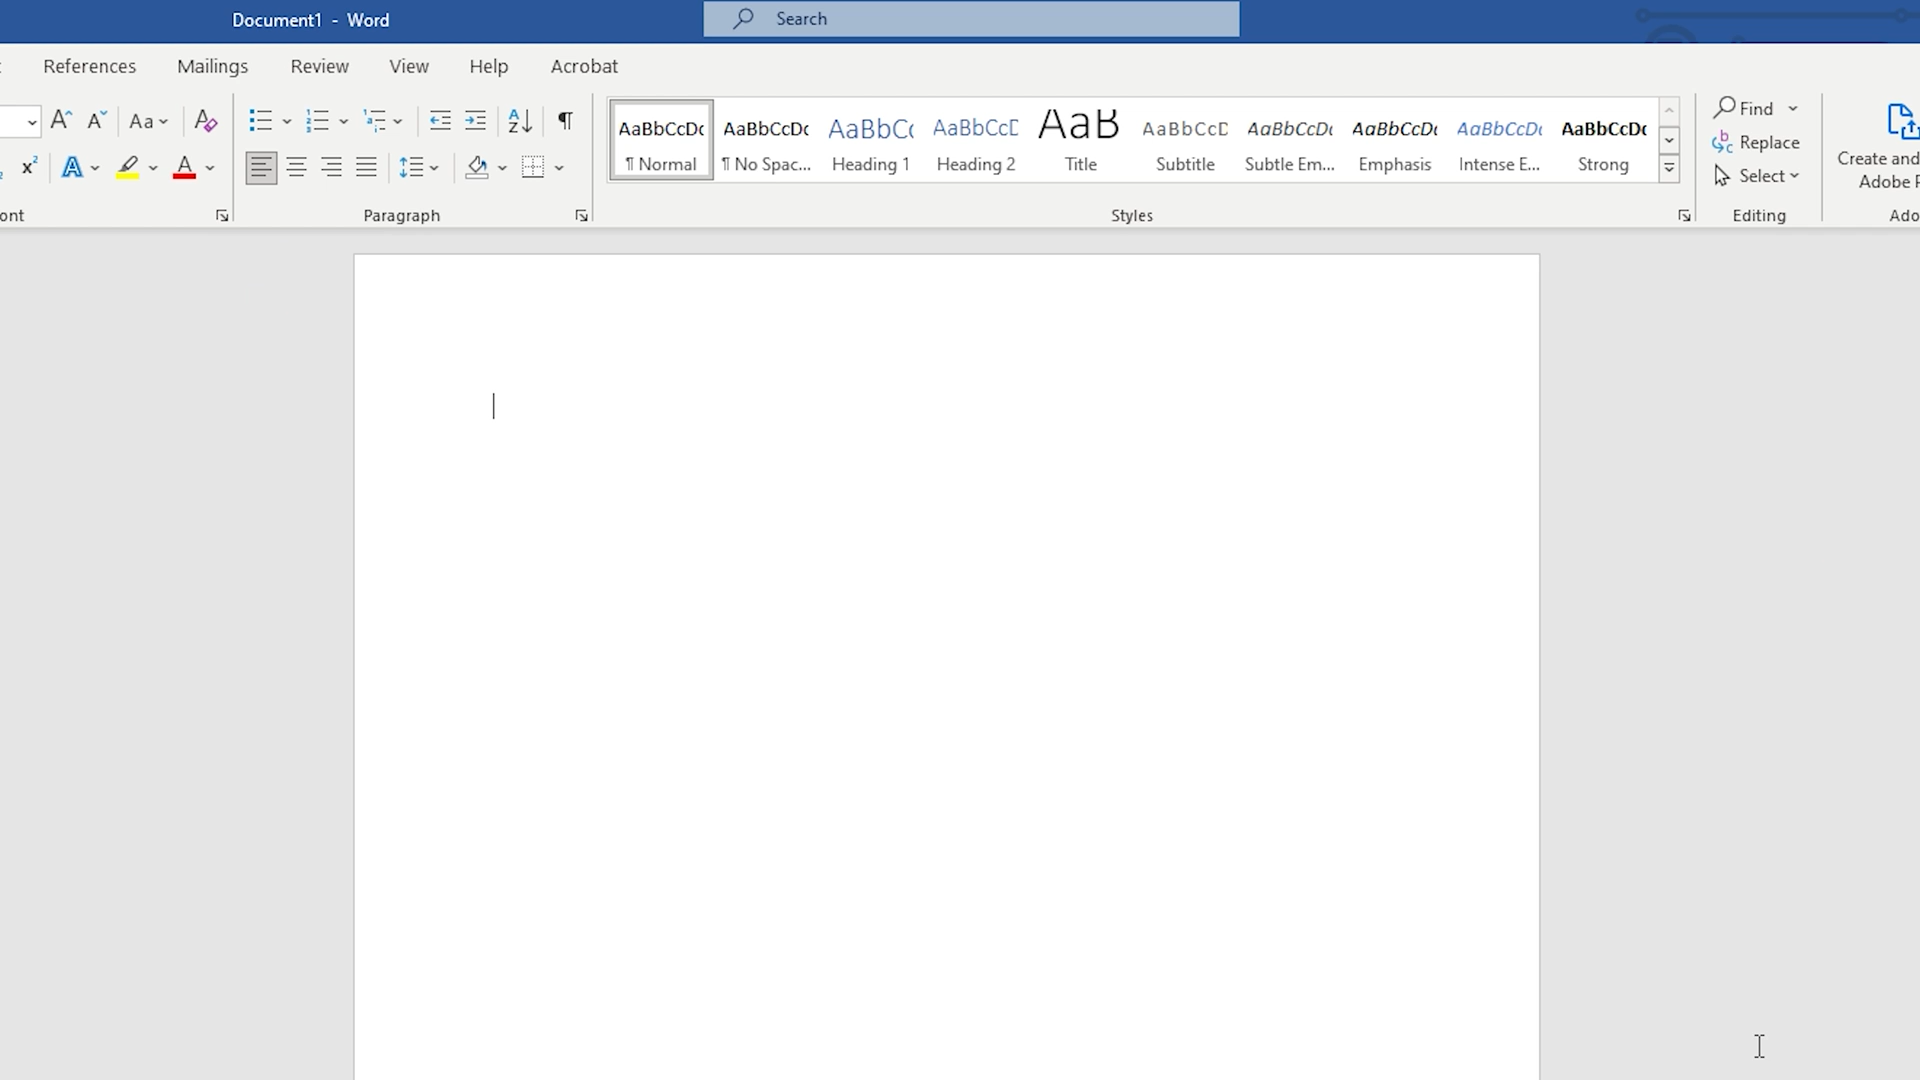 Document1 - Word
Search
References Mailings Review View Help Acrobat
Aa
AaBbCcDc AaBbCcDc AaBbCc AaBbCcD AaB AaBbCcD AaBbCcDc AaBbCcDc AaBbCcDc AaBbCcDc
¶ Normal ¶ No Spac... Heading 1 Heading 2 Title Subtitle Subtle Em... Emphasis Intense E... Strong
Find
Replace
Select
Create and
Adobe P
ont Paragraph Styles Editing Ado